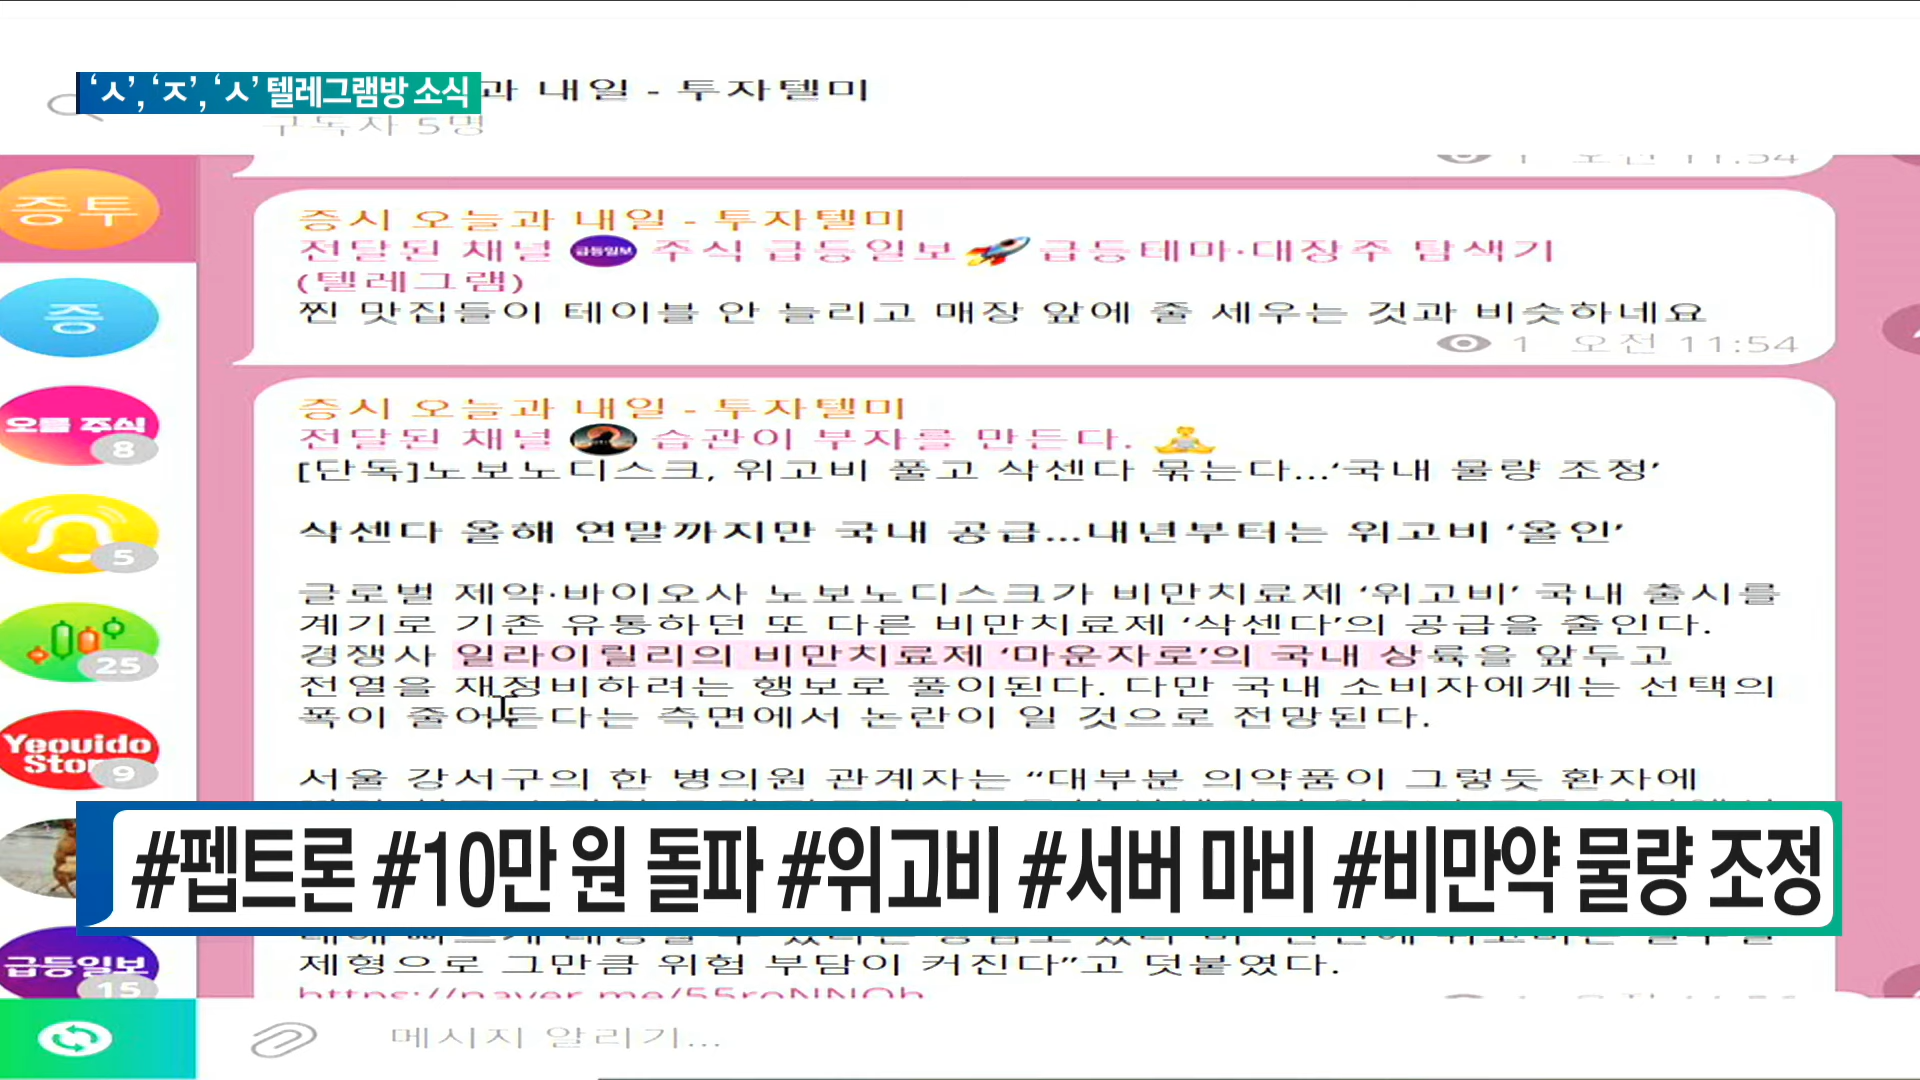 ‘ㅅ’, ‘ㅈ’, ‘ㅅ’ 텔레그램방 소식
과 내일 - 투자텔미
구독자 5명
1 오전 11:54
증투
증시 오늘과 내일 - 투자텔미
전달된 채널 급등일보 주식 급등일보🚀급등테마·대장주 탐색기
(텔레그램)
찐 맛집들이 테이블 안 늘리고 매장 앞에 줄 세우는 것과 비슷하네요
1 오전 11:54
증
오를 주식
8
5
25
Yeouido
Stor
9
급등일보
15
증시 오늘과 내일 - 투자텔미
전달된 채널 습관이 부자를 만든다. 🧘
[단독]노보노디스크, 위고비 풀고 삭센다 묶는다...‘국내 물량 조정’
삭센다 올해 연말까지만 국내 공급...내년부터는 위고비 ‘올인’
글로벌 제약·바이오사 노보노디스크가 비만치료제 ‘위고비’ 국내 출시를
계기로 기존 유통하던 또 다른 비만치료제 ‘삭센다’의 공급을 줄인다.
경쟁사 일라이릴리의 비만치료제 ‘마운자로’의 국내 상륙을 앞두고
전열을 재정비하려는 행보로 풀이된다. 다만 국내 소비자에게는 선택의
폭이 줄어든다는 측면에서 논란이 일 것으로 전망된다.
서울 강서구의 한 병의원 관계자는 “대부분 의약품이 그렇듯 환자에
#펩트론 #10만 원 돌파 #위고비 #서버 마비 #비만약 물량 조정
제형으로 그만큼 위험 부담이 커진다”고 덧붙였다.
메시지 알리기...